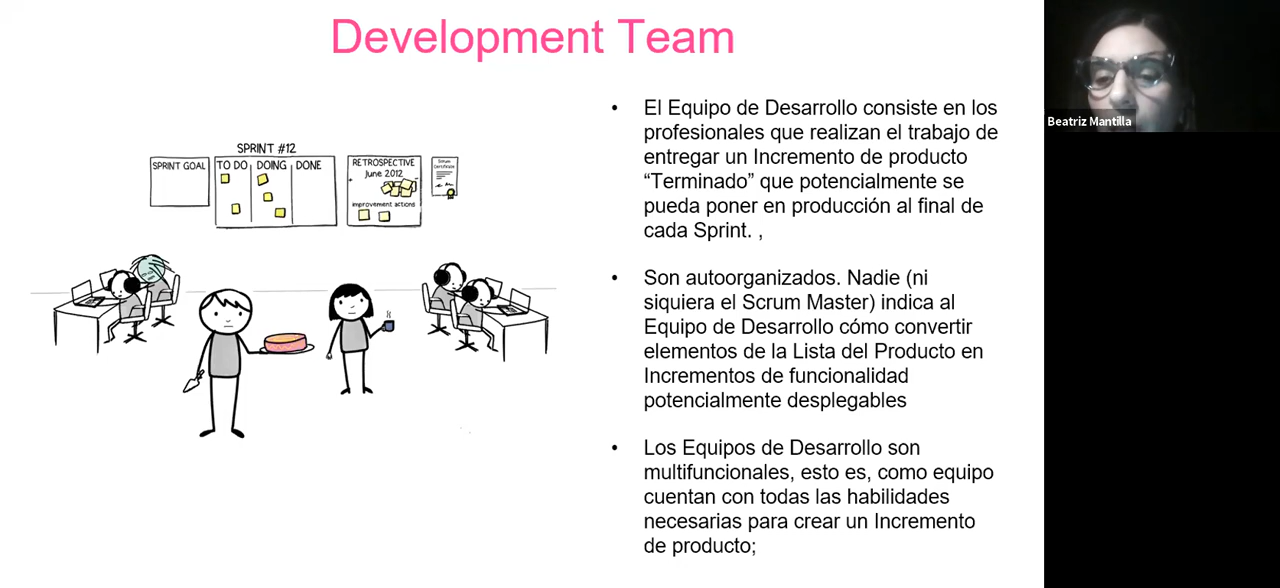 Development Team
SPRINT #12
SPRINT GOAL
TO DO
DOING
DONE
RETROSPECTIVE
June 2012
improvement actions
Scrum
Certificate
• El Equipo de Desarrollo consiste en los
profesionales que realizan el trabajo de
entregar un Incremento de producto
“Terminado” que potencialmente se
pueda poner en producción al final de
cada Sprint. ,
• Son autoorganizados. Nadie (ni
siquiera el Scrum Master) indica al
Equipo de Desarrollo cómo convertir
elementos de la Lista del Producto en
Incrementos de funcionalidad
potencialmente desplegables
• Los Equipos de Desarrollo son
multifuncionales, esto es, como equipo
cuentan con todas las habilidades
necesarias para crear un Incremento
de producto;
Beatriz Mantilla